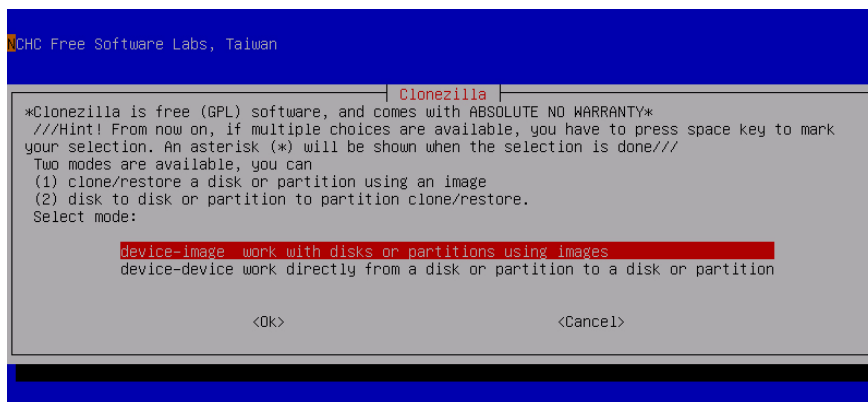 NCHC Free Software Labs, Taiwan
Clonezilla
*Clonezilla is free (GPL) software, and comes with ABSOLUTE NO WARRANTY*
///Hint! From now on, if multiple choices are available, you have to press space key to mark
your selection. An asterisk (*) will be shown when the selection is done///
Two modes are available, you can
(1) clone/restore a disk or partition using an image
(2) disk to disk or partition to partition clone/restore.
Select mode:
device-image work with disks or partitions using images
device-device work directly from a disk or partition to a disk or partition
<Ok> <Cancel>